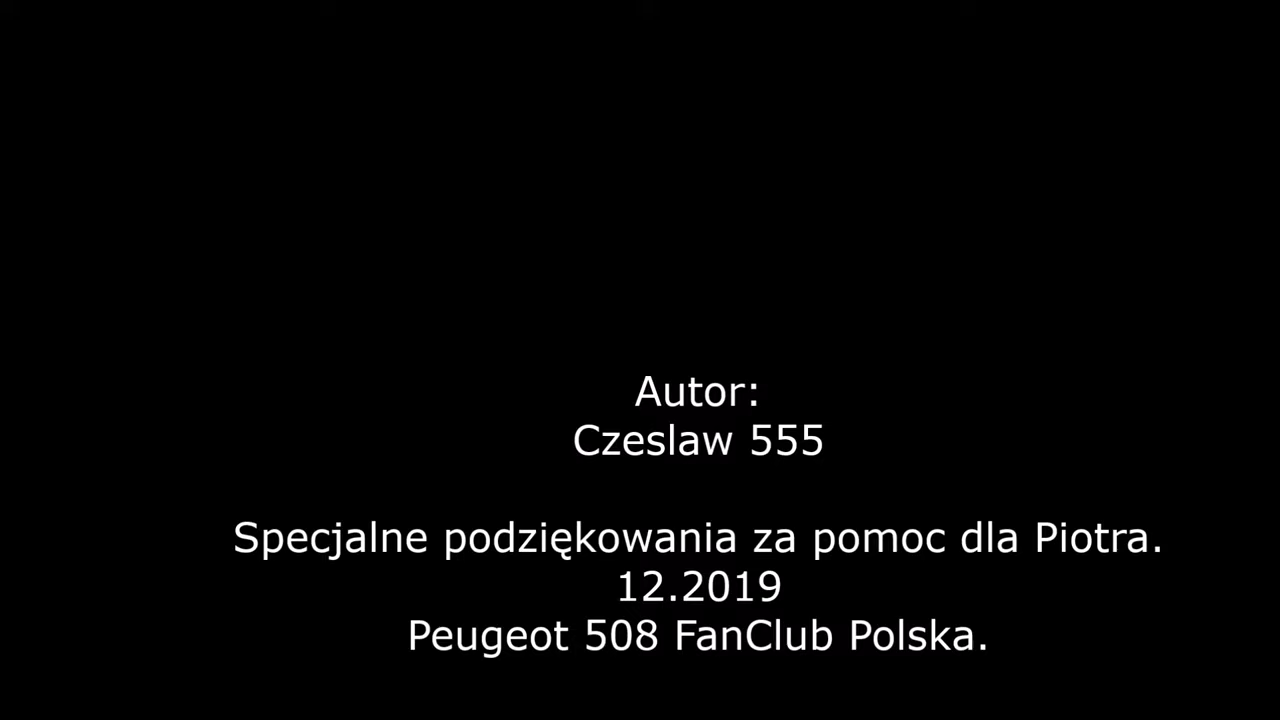 Autor:
Czeslaw 555
Specjalne podziękowania za pomoc dla Piotra.
12.2019
Peugeot 508 FanClub Polska.